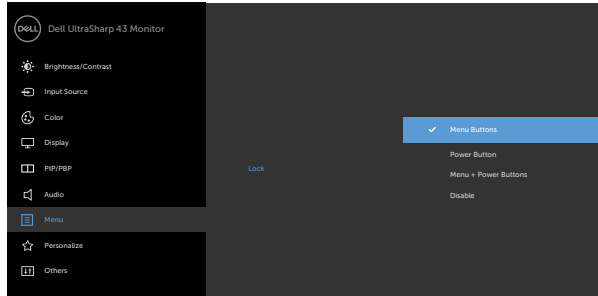 DELL
Dell UltraSharp 43 Monitor
Brightness/Contrast
Input Source
Color
Display
PIP/PBP
Audio
Menu
Personalize
Others
Lock
Menu Buttons
Power Button
Menu + Power Buttons
Disable